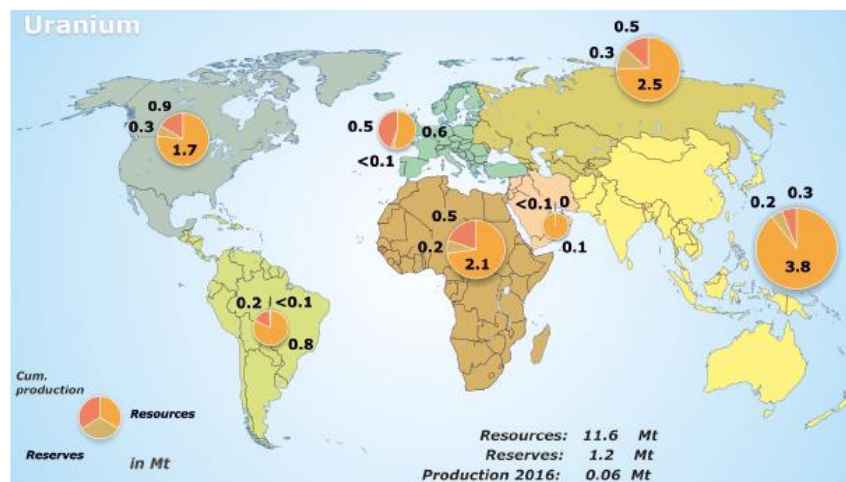 Uranium
0.5
0.3
2.5
0.9
0.3
1.7
0.5
0.6
<0.1
0.2
0.3
3.8
<0.1
0
0.1
0.5
0.2
2.1
0.2
<0.1
0.8
Cum.
production
Resources
Reserves
in Mt
Resources: 11.6 Mt
Reserves: 1.2 Mt
Production 2016: 0.06 Mt